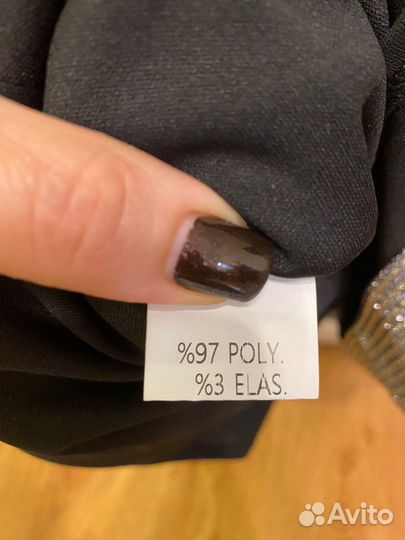 %97 POLY.
%3 ELAS.
Avito